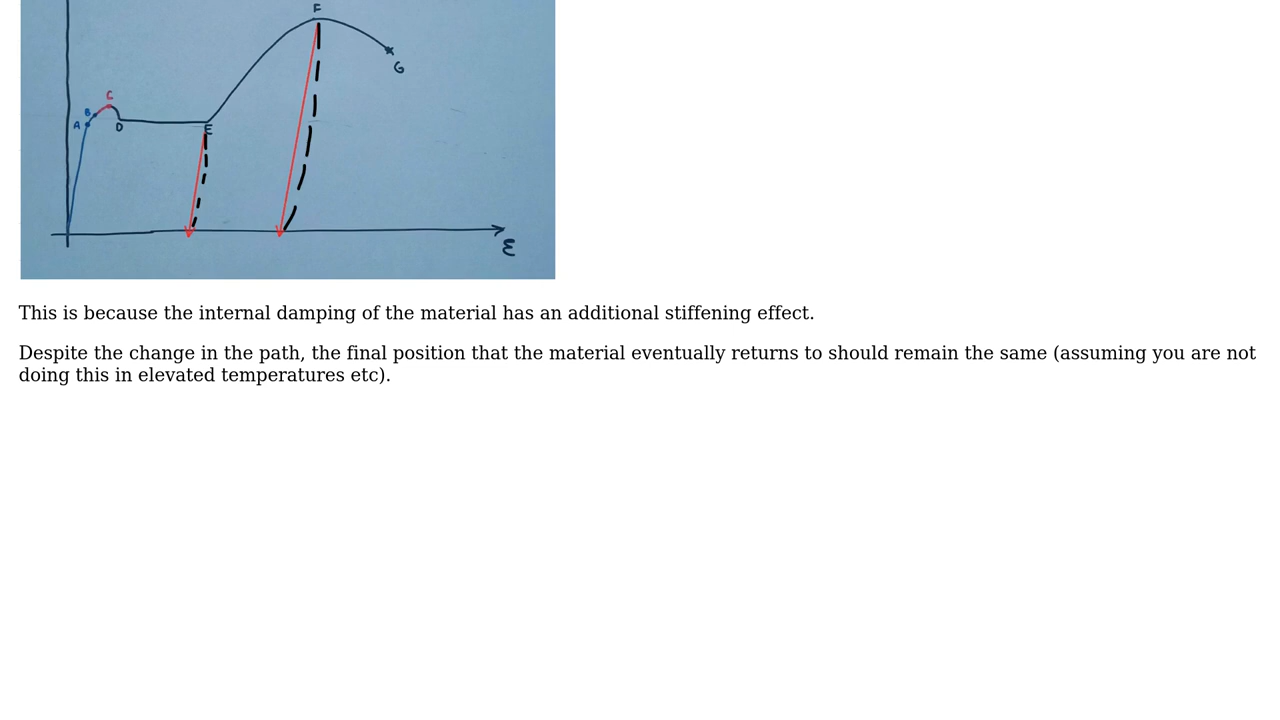 F
G
C
B
A
D
E
ε
This is because the internal damping of the material has an additional stiffening effect.
Despite the change in the path, the final position that the material eventually returns to should remain the same (assuming you are not
doing this in elevated temperatures etc).